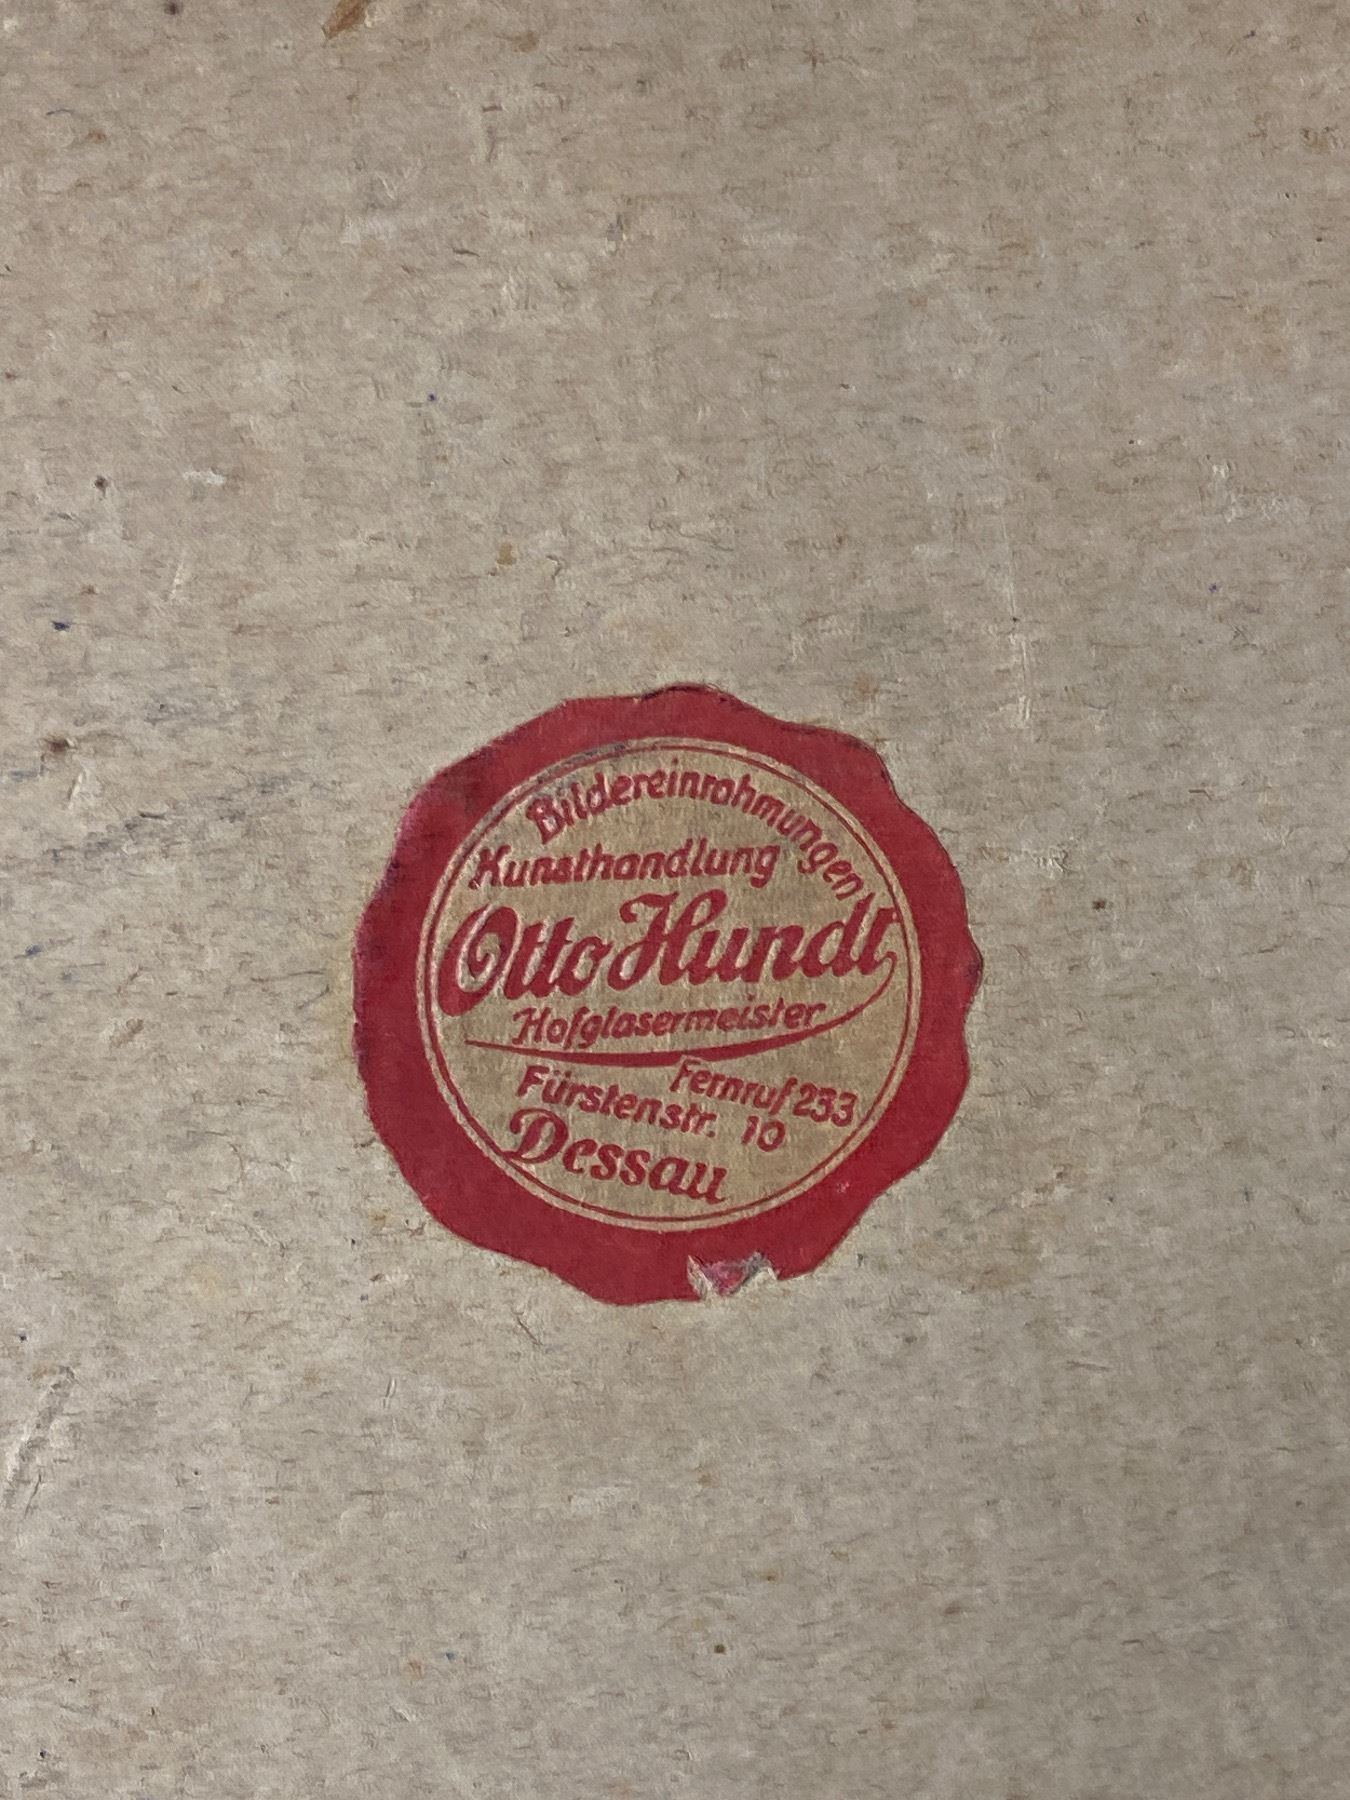 Bildereinrahmungen
Kunsthandlung
Otto Hundt
Hofglasermeister
Fernruf 233
Fürstenstr. 10
Dessau